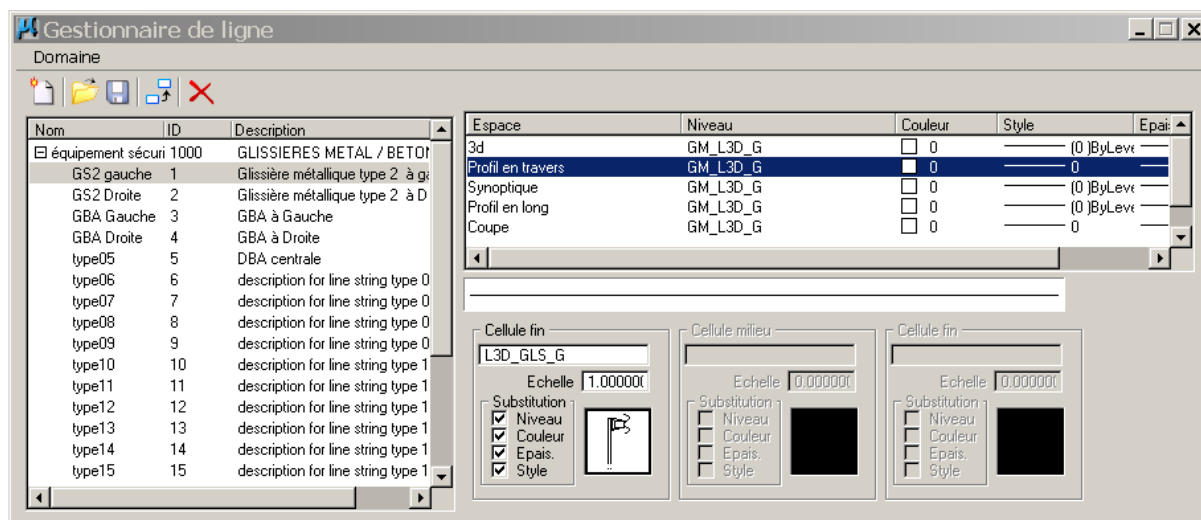 Gestionnaire de ligne
Domaine
Nom ID Description
équipement sécuri 1000 GLISSIERES METAL / BETON
GS2 gauche 1 Glissière métallique type 2 à ga
GS2 Droite 2 Glissière métallique type 2 à D
GBA Gauche 3 GBA à Gauche
GBA Droite 4 GBA à Droite
type05 5 DBA centrale
type06 6 description for line string type 0
type07 7 description for line string type 0
type08 8 description for line string type 0
type09 9 description for line string type 0
type10 10 description for line string type 1
type11 11 description for line string type 1
type12 12 description for line string type 1
type13 13 description for line string type 1
type14 14 description for line string type 1
type15 15 description for line string type 1
Espace Niveau Couleur Style Epai
3d GM_L3D_G 0 (0 )ByLeve
Profil en travers GM_L3D_G 0 0
Synoptique GM_L3D_G 0 (0 )ByLeve
Profil en long GM_L3D_G 0 (0 )ByLeve
Coupe GM_L3D_G 0 0
Cellule fin
L3D_GLS_G
Echelle 1.00000
Substitution
Niveau
Couleur
Epais.
Style
Cellule milieu
Echelle 0.00000
Substitution
Niveau
Couleur
Epais.
Style
Cellule fin
Echelle 0.00000
Substitution
Niveau
Couleur
Epais.
Style